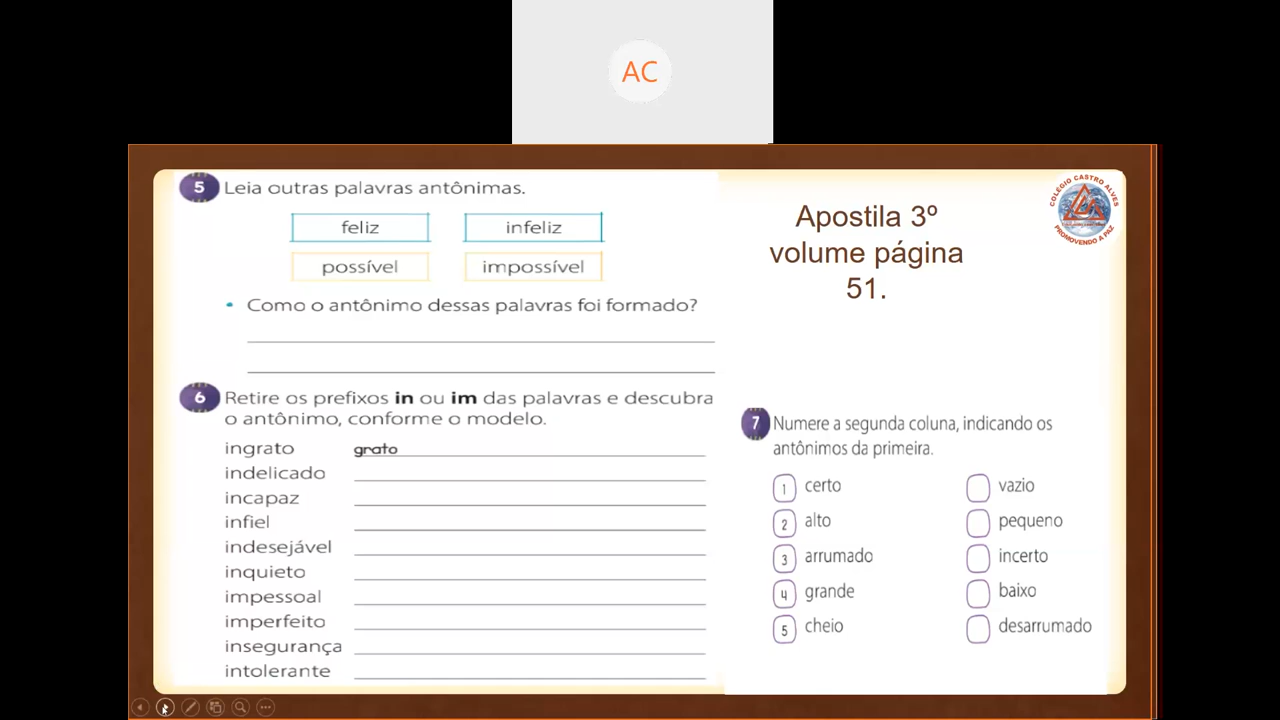 AC
5 Leia outras palavras antônimas.
feliz infeliz
possível impossível
• Como o antônimo dessas palavras foi formado?
6 Retire os prefixos in ou im das palavras e descubra
o antônimo, conforme o modelo.
ingrato grato
indelicado
incapaz
infiel
indesejável
inquieto
impessoal
imperfeito
insegurança
intolerante
Apostila 3º
volume página
51.
COLÉGIO CASTRO ALVES
PROMOVENDO A PAZ
7 Numere a segunda coluna, indicando os
antônimos da primeira.
1 certo vazio
2 alto pequeno
3 arrumado incerto
4 grande baixo
5 cheio desarrumado